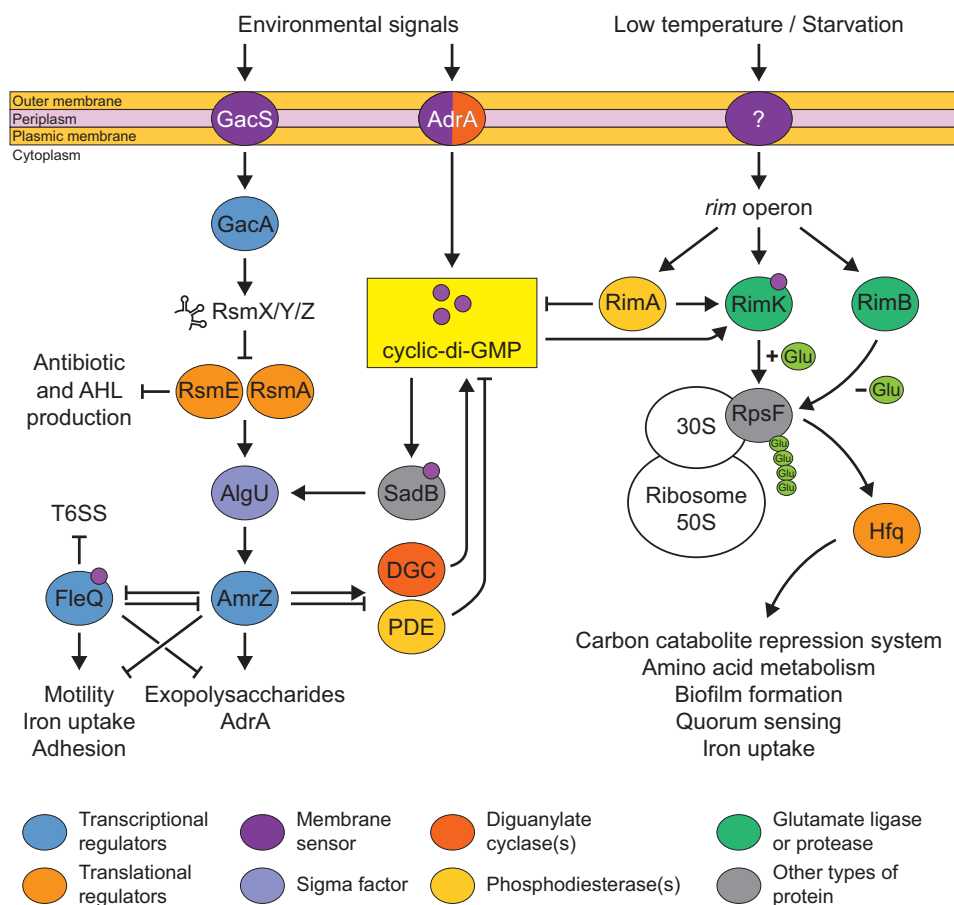 Environmental signals
Low temperature / Starvation
Outer membrane
Periplasm
Plasmic membrane
Cytoplasm
GacS
AdrA
?
GacA
rim operon
RsmX/Y/Z
cyclic-di-GMP
RimA
RimK
RimB
+ Glu
- Glu
Antibiotic
and AHL
production
RsmE
RsmA
RpsF
30S
Glu
Glu
Glu
Glu
Ribosome
50S
AlgU
SadB
Hfq
T6SS
FleQ
AmrZ
DGC
PDE
Motility
Iron uptake
Adhesion
Exopolysaccharides
AdrA
Carbon catabolite repression system
Amino acid metabolism
Biofilm formation
Quorum sensing
Iron uptake
Transcriptional
regulators
Membrane
sensor
Diguanylate
cyclase(s)
Glutamate ligase
or protease
Translational
regulators
Sigma factor
Phosphodiesterase(s)
Other types of
protein